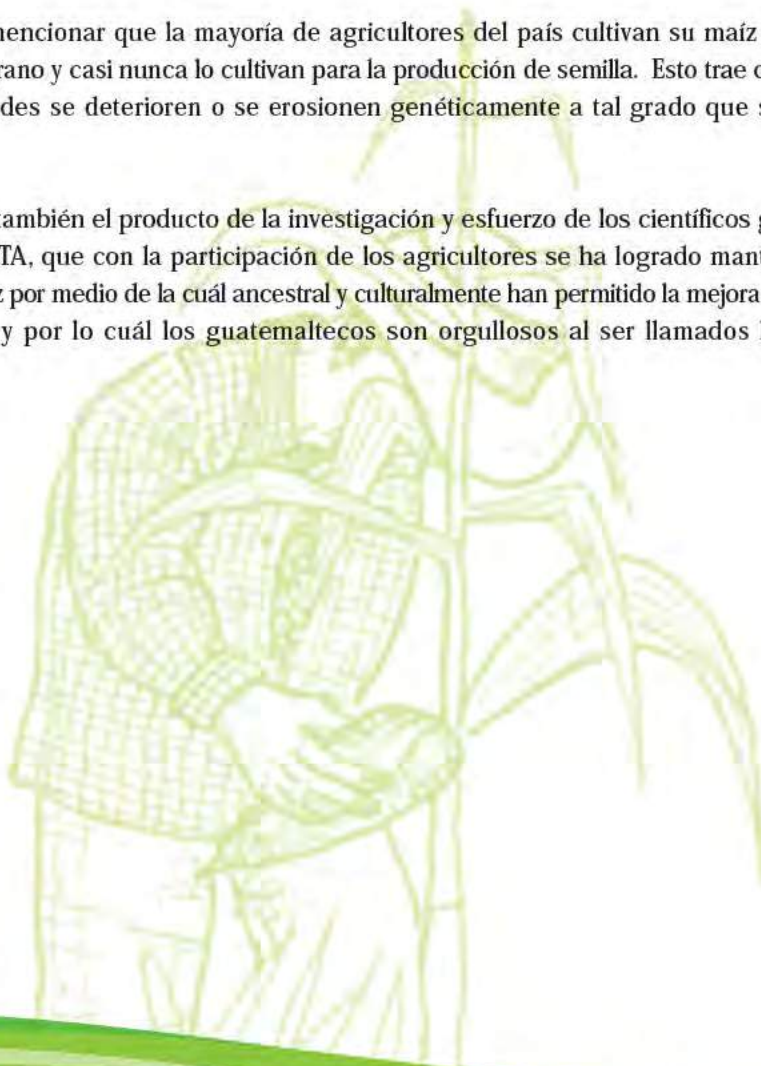 mencionar que la mayoría de agricultores del país cultivan su maíz
rano y casi nunca lo cultivan para la producción de semilla. Esto trae
des se deterioren o se erosionen genéticamente a tal grado que
también el producto de la investigación y esfuerzo de los científicos
TA, que con la participación de los agricultores se ha logrado
z por medio de la cuál ancestral y culturalmente han permitido la mejora
y por lo cuál los guatemaltecos son orgullosos al ser llamados